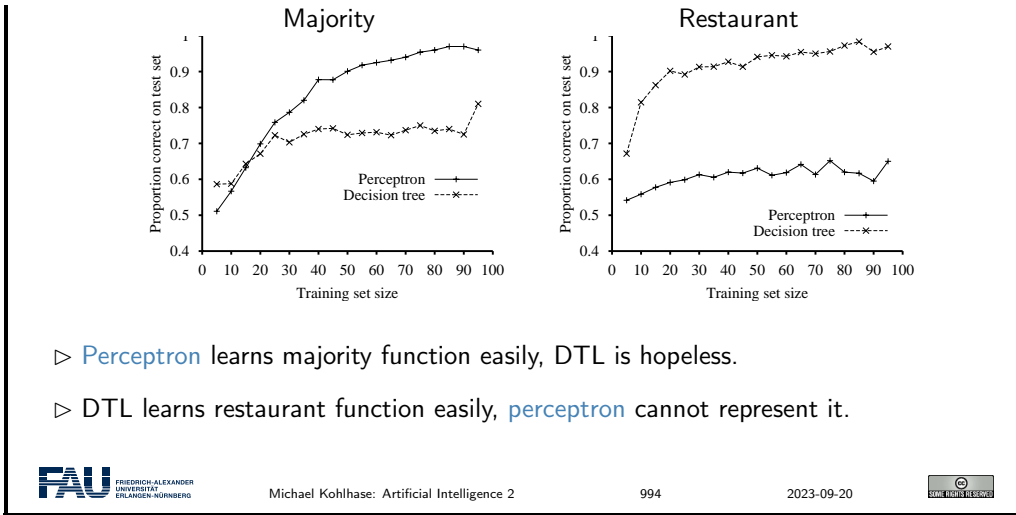 Majority
Proportion correct on test set
1
0.9
0.8
0.7
0.6
0.5
0.4
Perceptron
Decision tree
0 10 20 30 40 50 60 70 80 90 100
Training set size
Restaurant
Proportion correct on test set
1
0.9
0.8
0.7
0.6
0.5
0.4
Perceptron
Decision tree
0 10 20 30 40 50 60 70 80 90 100
Training set size
▷ Perceptron learns majority function easily, DTL is hopeless.
▷ DTL learns restaurant function easily, perceptron cannot represent it.
FAU
FRIEDRICH-ALEXANDER
UNIVERSITÄT
ERLANGEN-NÜRNBERG
Michael Kohlhase: Artificial Intelligence 2
994
2023-09-20
cc
SOME RIGHTS RESERVED